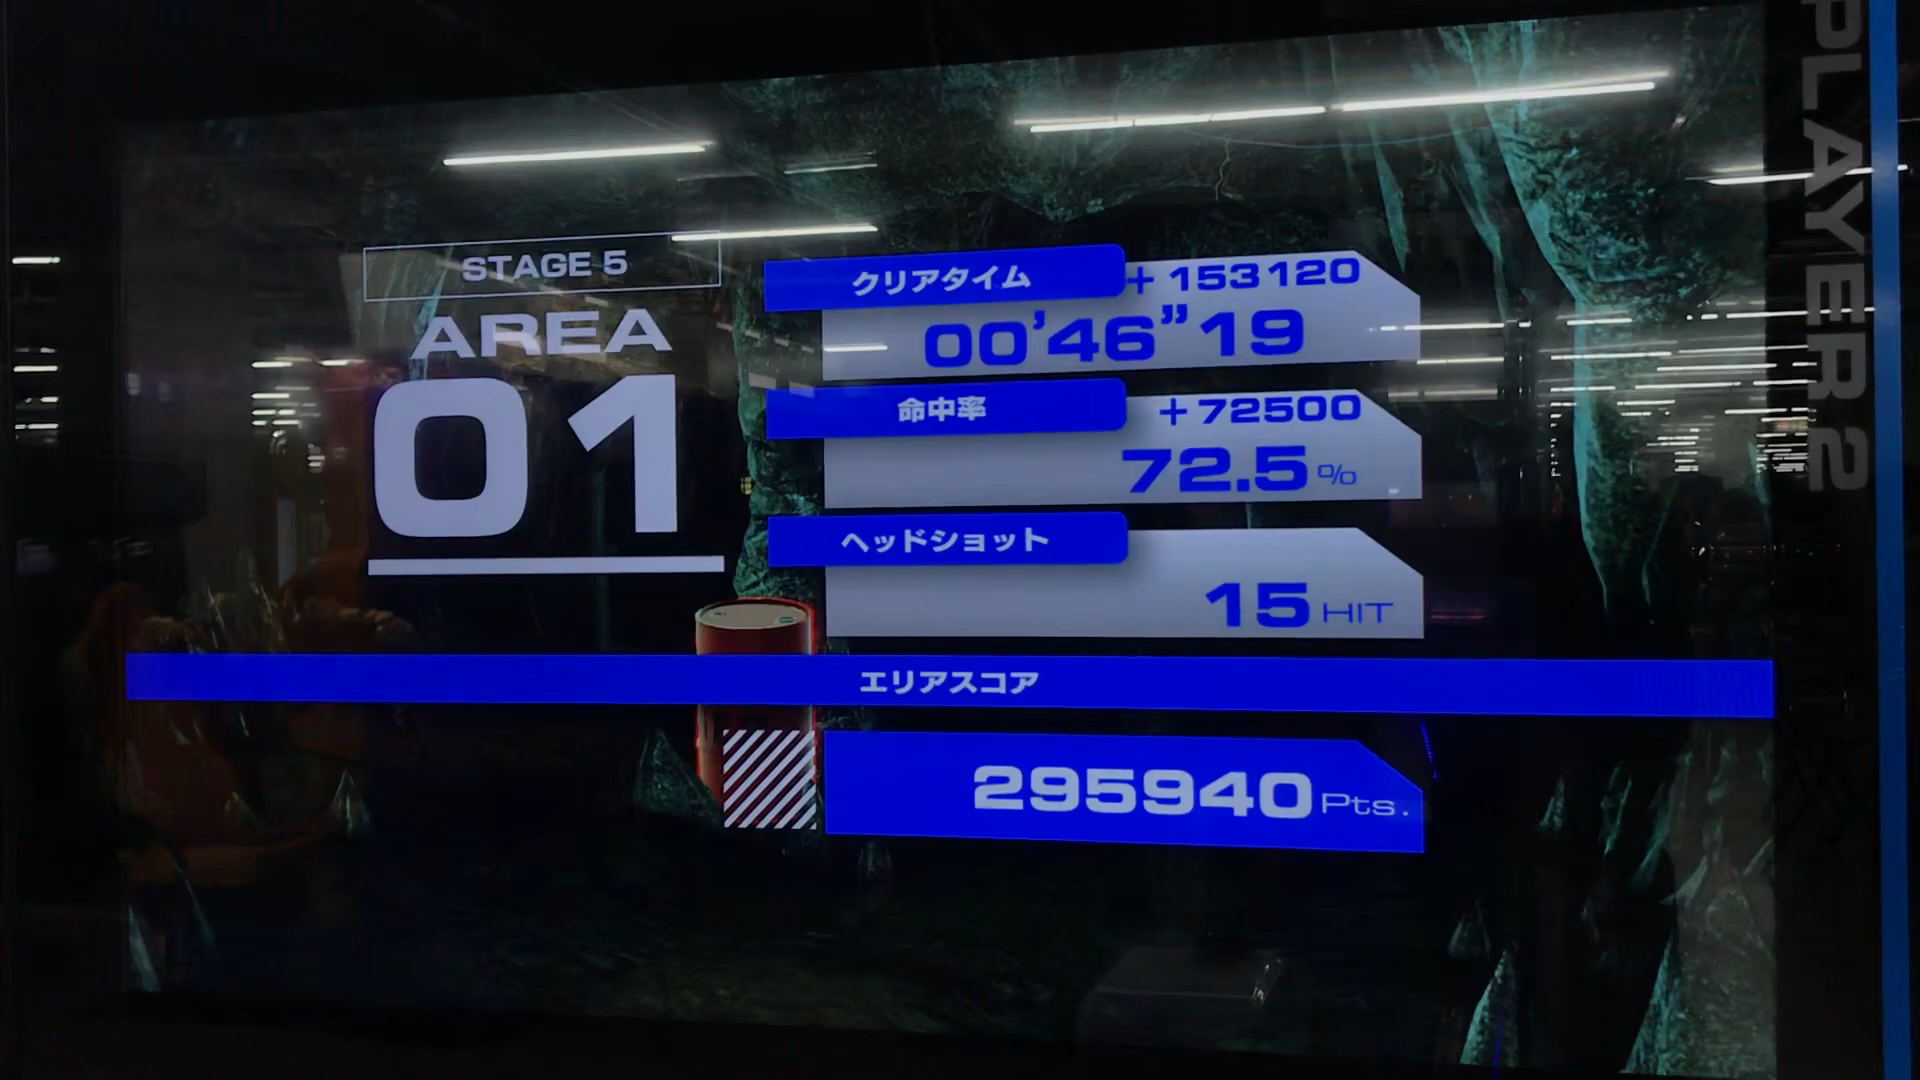 STAGE 5
AREA
01
クリアタイム
+153120
00'46"19
命中率
+72500
72.5%
ヘッドショット
15 HIT
エリアスコア
295940 Pts.
PLAYER 2